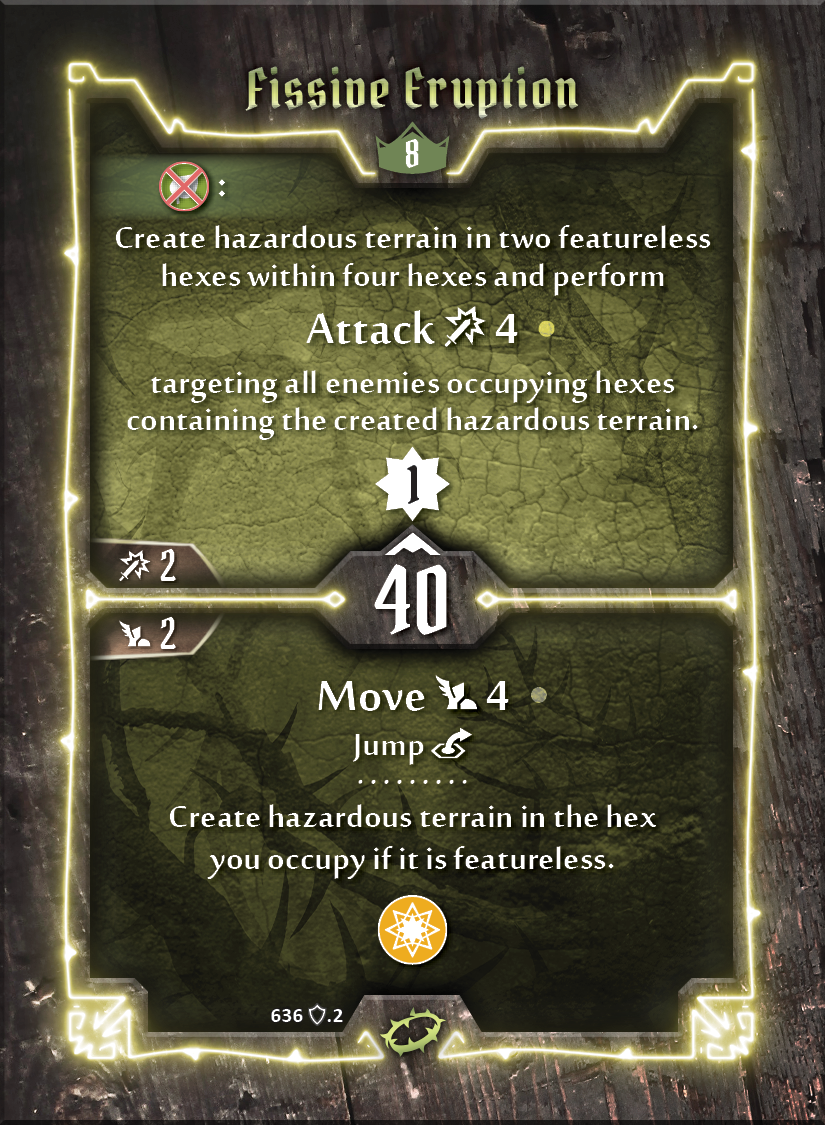 Fissive Eruption
8
:
Create hazardous terrain in two featureless
hexes within four hexes and perform
Attack 4
targeting all enemies occupying hexes
containing the created hazardous terrain.
1
2
40
2
Move 4
Jump
Create hazardous terrain in the hex
you occupy if it is featureless.
636 .2